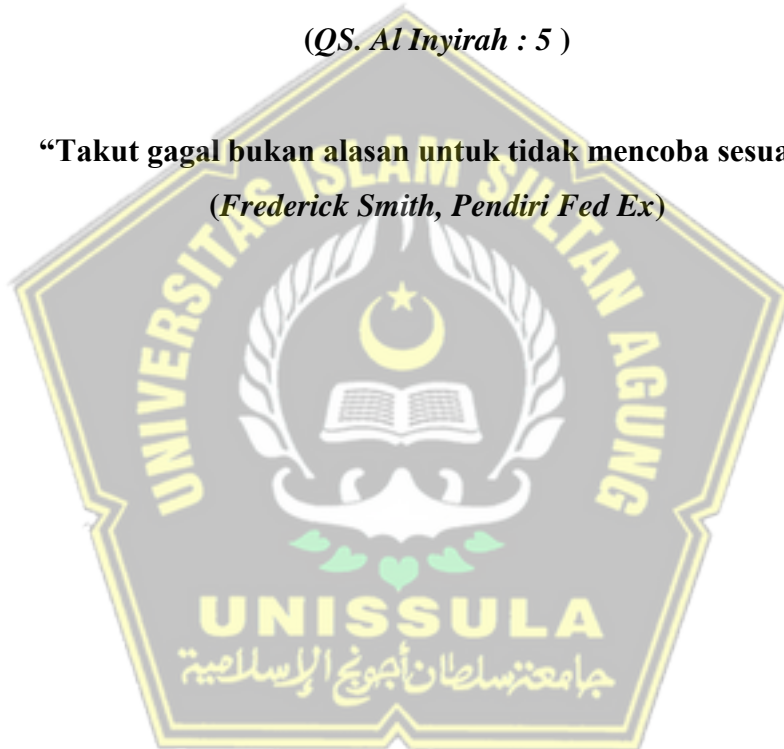 (QS. Al Inyirah : 5 )
“Takut gagal bukan alasan untuk tidak mencoba
(Frederick Smith, Pendiri Fed Ex)
UNIVERSITAS ISLAM SULTAN AGUNG
UNISSULA
جامعة سلطان أجونج الإسلامية